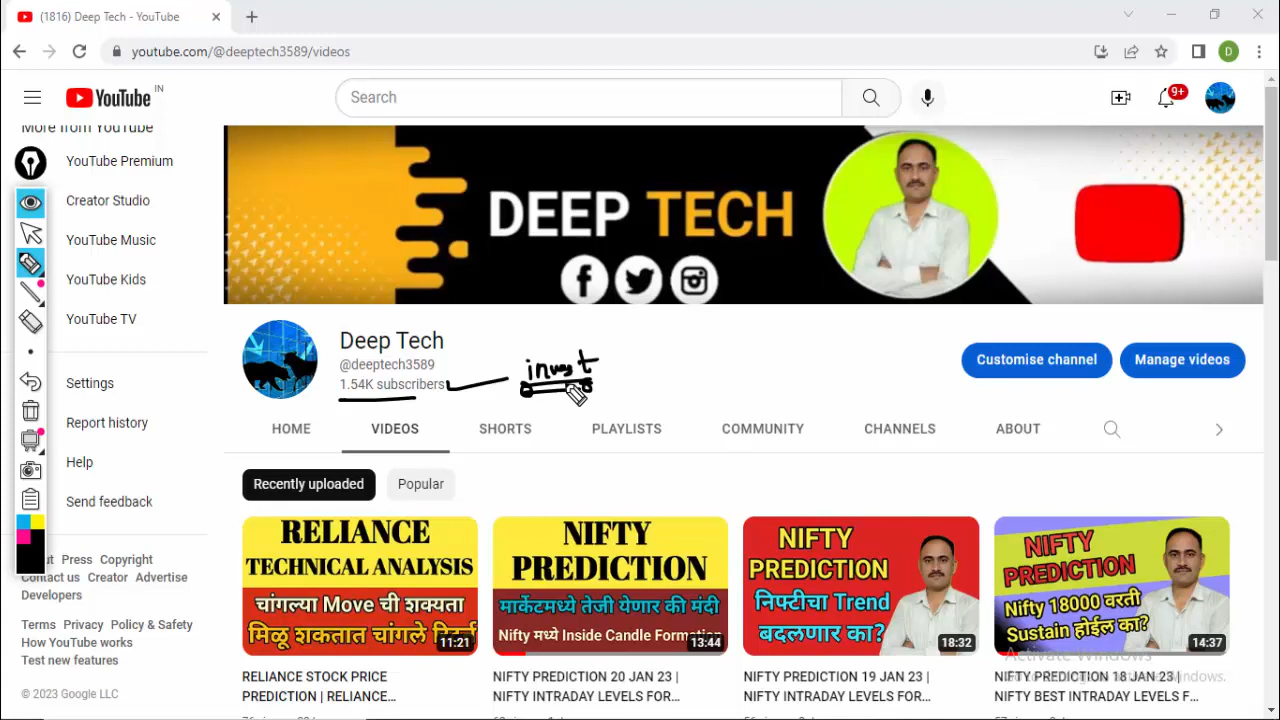 (1816) Deep Tech - YouTube
youtube.com/@deeptech3589/videos
D
YouTube IN
Search
9+
More from YouTube
YouTube Premium
Creator Studio
YouTube Music
YouTube Kids
YouTube TV
Settings
Report history
Help
Send feedback
Press Copyright
Contact us Creator Advertise
Developers
Terms Privacy Policy & Safety
How YouTube works
Test new features
© 2023 Google LLC
DEEP TECH
Deep Tech
@deeptech3589
1.54K subscribers
invest
Customise channel
Manage videos
HOME
VIDEOS
SHORTS
PLAYLISTS
COMMUNITY
CHANNELS
ABOUT
Recently uploaded
Popular
RELIANCE
TECHNICAL ANALYSIS
चांगल्या Move ची शक्यता
मिळू शकतात चांगले रिटर्न
11:21
RELIANCE STOCK PRICE
PREDICTION | RELIANCE...
NIFTY
PREDICTION
मार्केटमध्ये तेजी येणार की मंदी
Nifty मध्ये Inside Candle Formation
13:44
NIFTY PREDICTION 20 JAN 23 |
NIFTY INTRADAY LEVELS FOR...
NIFTY
PREDICTION
निफ्टीचा Trend
बदलणार का?
18:32
NIFTY PREDICTION 19 JAN 23 |
NIFTY INTRADAY LEVELS FOR...
NIFTY
PREDICTION
Nifty 18000 वरती
Sustain होईल का?
14:37
NIFTY PREDICTION 18 JAN 23 |
NIFTY BEST INTRADAY LEVELS F...
Activate Windows